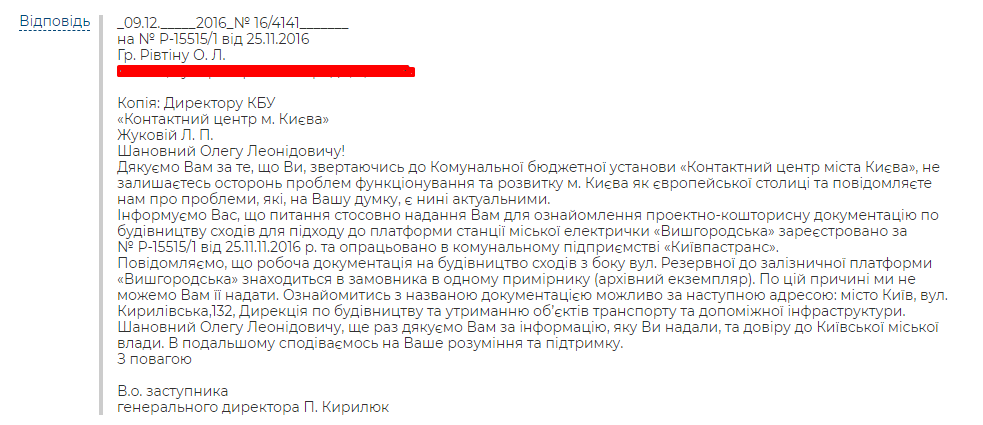 Відповідь
_09.12._____2016_№ 16/4141_______
на № Р-15515/1 від 25.11.2016
Гр. Рівтіну О. Л.
Копія: Директору КБУ
«Контактний центр м. Києва»
Жуковій Л. П.
Шановний Олегу Леонідовичу!
Дякуємо Вам за те, що Ви, звертаючись до Комунальної бюджетної установи «Контактний центр міста Києва», не
залишаєтесь осторонь проблем функціонування та розвитку м. Києва як європейської столиці та повідомляєте
нам про проблеми, які, на Вашу думку, є нині актуальними.
Інформуємо Вас, що питання стосовно надання Вам для ознайомлення проектно-кошторисну документацію по
будівництву сходів для підходу до платформи станції міської електрички «Вишгородська» зареєстровано за
№ Р-15515/1 від 25.11.11.2016 р. та опрацьовано в комунальному підприємстві «Київпастранс».
Повідомляємо, що робоча документація на будівництво сходів з боку вул. Резервної до залізничної платформи
«Вишгородська» знаходиться в замовника в одному примірнику (архівний екземпляр). По цій причині ми не
можемо Вам її надати. Ознайомитись з названою документацією можливо за наступною адресою: місто Київ, вул.
Кирилівська,132, Дирекція по будівництву та утриманню об’єктів транспорту та допоміжної інфраструктури.
Шановний Олегу Леонідовичу, ще раз дякуємо Вам за інформацію, яку Ви надали, та довіру до Київської міської
влади. В подальшому сподіваємось на Ваше розуміння та підтримку.
З повагою
В.о. заступника
генерального директора П. Кирилюк